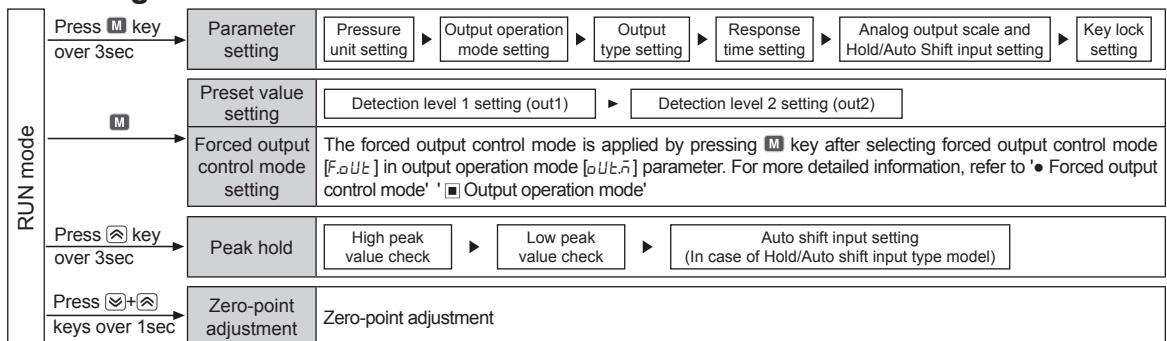 RUN mode
Press M key
over 3sec
Parameter
setting
Pressure
unit setting
Output operation
mode setting
Output
type setting
Response
time setting
Analog output scale and
Hold/Auto Shift input setting
Key lock
setting
M
Preset value
setting
Detection level 1 setting (out1)
Detection level 2 setting (out2)
Forced output
control mode
setting
The forced output control mode is applied by pressing M key after selecting forced output control mode
[F.oUt] in output operation mode [oUt.m] parameter. For more detailed information, refer to '● Forced output
control mode' ' ▣ Output operation mode'
Press key
over 3sec
Peak hold
High peak
value check
Low peak
value check
Auto shift input setting
(In case of Hold/Auto shift input type model)
Press +
keys over 1sec
Zero-point
adjustment
Zero-point adjustment